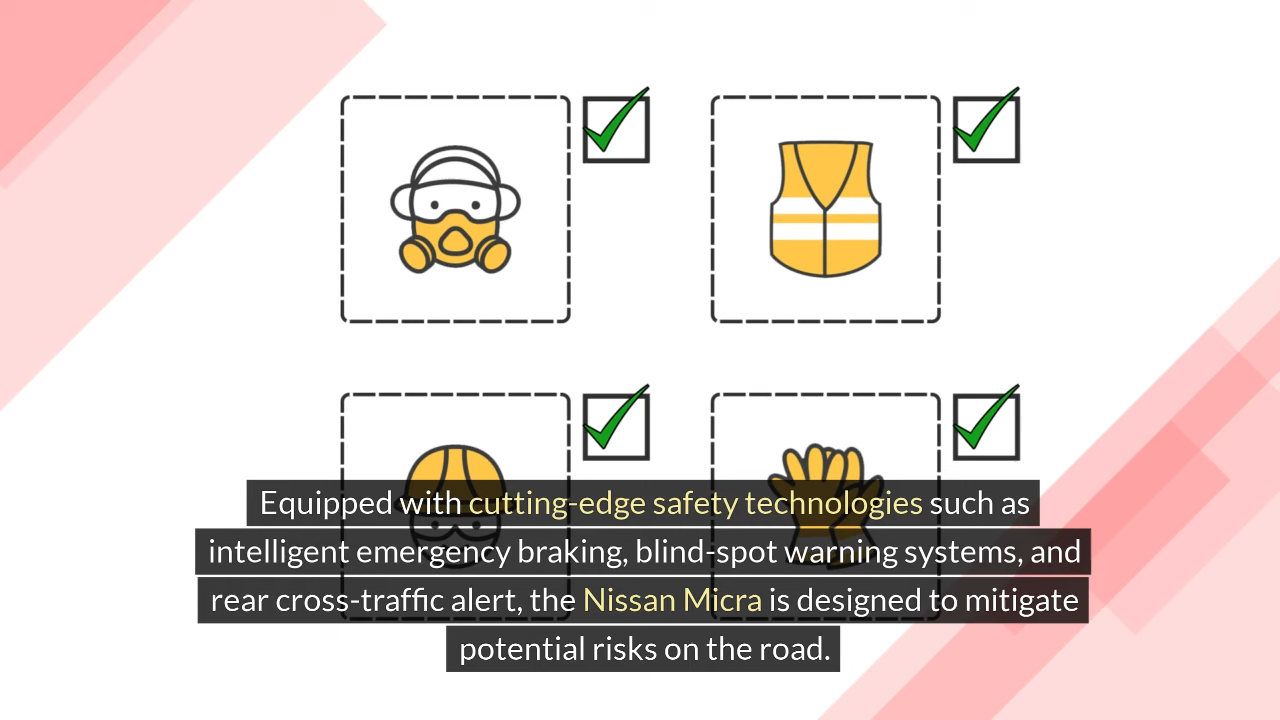 Equipped with cutting-edge safety technologies such as
intelligent emergency braking, blind-spot warning systems, and
rear cross-traffic alert, the Nissan Micra is designed to mitigate
potential risks on the road.